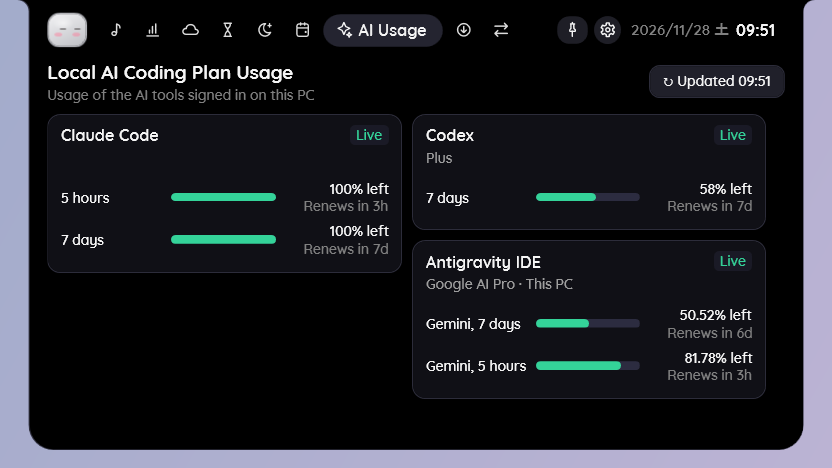 AI Usage
2026/11/28 土 09:51
Local AI Coding Plan Usage
Usage of the AI tools signed in on this PC
↻ Updated 09:51
Claude Code
Live
5 hours
100% left
Renews in 3h
7 days
100% left
Renews in 7d
Codex
Live
Plus
7 days
58% left
Renews in 7d
Antigravity IDE
Live
Google AI Pro · This PC
Gemini, 7 days
50.52% left
Renews in 6d
Gemini, 5 hours
81.78% left
Renews in 3h